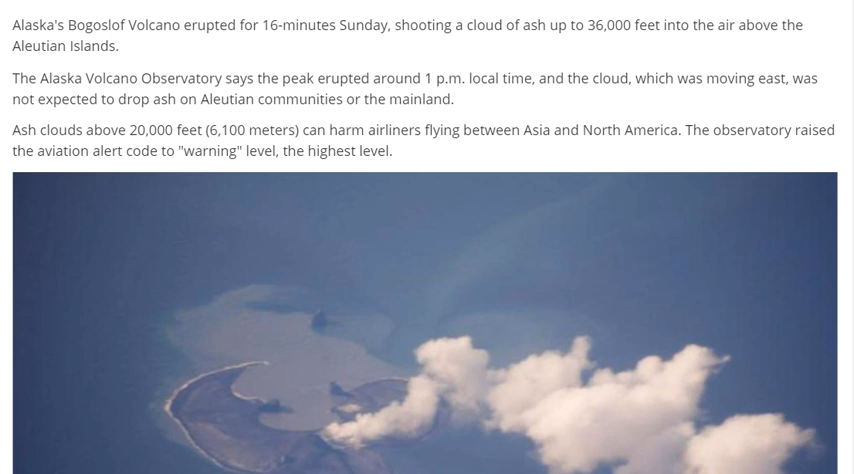 Alaska's Bogoslof Volcano erupted for 16-minutes Sunday, shooting a cloud of ash up to 36,000 feet into the air above the
Aleutian Islands.
The Alaska Volcano Observatory says the peak erupted around 1 p.m. local time, and the cloud, which was moving east, was
not expected to drop ash on Aleutian communities or the mainland.
Ash clouds above 20,000 feet (6,100 meters) can harm airliners flying between Asia and North America. The observatory raised
the aviation alert code to "warning" level, the highest level.